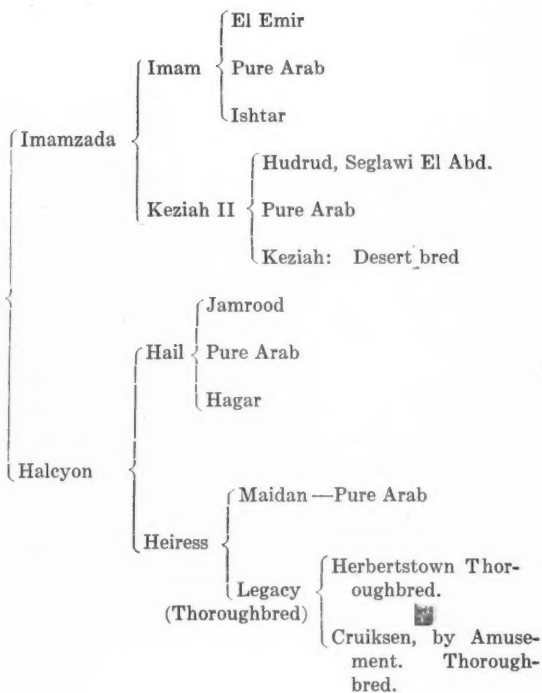 El Emir
Imam
Pure Arab
Ishtar
Imamzada
Hudrud, Seglawi El Abd.
Keziah II
Pure Arab
Keziah: Desert bred
Jamrood
Hail
Pure Arab
Hagar
Halcyon
Maidan —Pure Arab
Heiress
Legacy
(Thoroughbred)
Herbertstown Thor-
oughbred.
Cruiksen, by Amuse-
ment. Thorough-
bred.